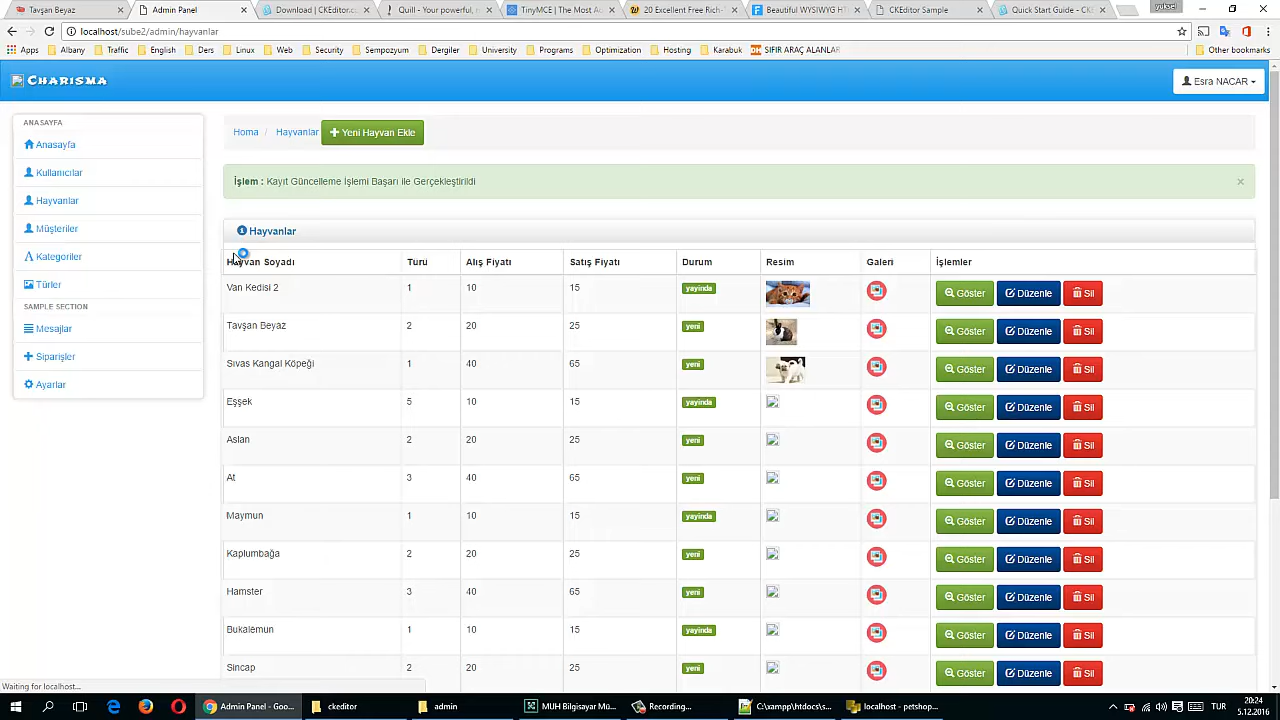 Tavşan Beyaz
Admin Panel
Download | CKEditor.c
Quill - Your powerful, r
TinyMCE | The Most A
20 Excellent Free Rich
Beautiful WYSIWYG H
CKEditor Sample
Quick Start Guide - CK
yuksel
localhost/sube2/admin/hayvanlar
Apps Albany Traffic English Ders Linux Web Security Sempozyum Dergiler University Programs Optimization Hosting Karabuk SIFIR ARAÇ ALANLAR Other bookmarks
CHARISMA
Esra NACAR
ANASAYFA
Anasayfa
Kullanıcılar
Hayvanlar
Müşteriler
Kategoriler
Türler
SAMPLE SECTION
Mesajlar
Siparişler
Ayarlar
Homa / Hayvanlar Yeni Hayvan Ekle
İşlem : Kayıt Güncelleme İşlemi Başarı ile Gerçekleştirildi ×
Hayvanlar
Hayvan Soyadı Turu Alış Fiyatı Satış Fiyatı Durum Resim Galeri İşlemler
Van Kedisi 2 1 10 15 yayinda Göster Düzenle Sil
Tavşan Beyaz 2 20 25 yeni Göster Düzenle Sil
Sıvas Kangal Köpeği 1 40 65 yeni Göster Düzenle Sil
Eşşek 5 10 15 yayinda Göster Düzenle Sil
Aslan 2 20 25 yeni Göster Düzenle Sil
At 3 40 65 yeni Göster Düzenle Sil
Maymun 1 10 15 yayinda Göster Düzenle Sil
Kaplumbağa 2 20 25 yeni Göster Düzenle Sil
Hamster 3 40 65 yeni Göster Düzenle Sil
Bukalemun 1 10 15 yayinda Göster Düzenle Sil
Sincap 2 20 25 yeni Göster Düzenle Sil
Waiting for localhost...
Admin Panel - Goo...
ckeditor
admin
MUH Bilgisayar Mü...
Recording...
C:\xampp\htdocs\s...
localhost - petshop...
TUR
20:24
5.12.2016